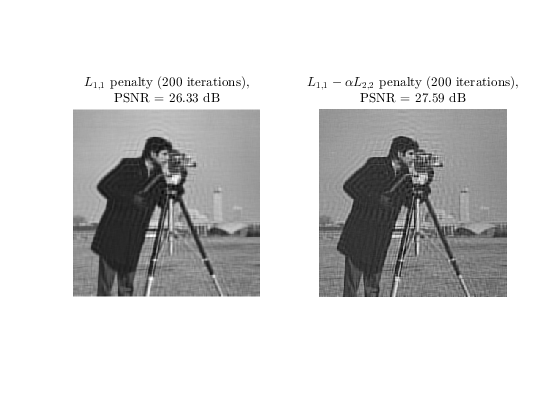 L₁,₁ penalty (200 iterations),
PSNR = 26.33 dB
L₁,₁ − αL₂,₂ penalty (200 iterations),
PSNR = 27.59 dB